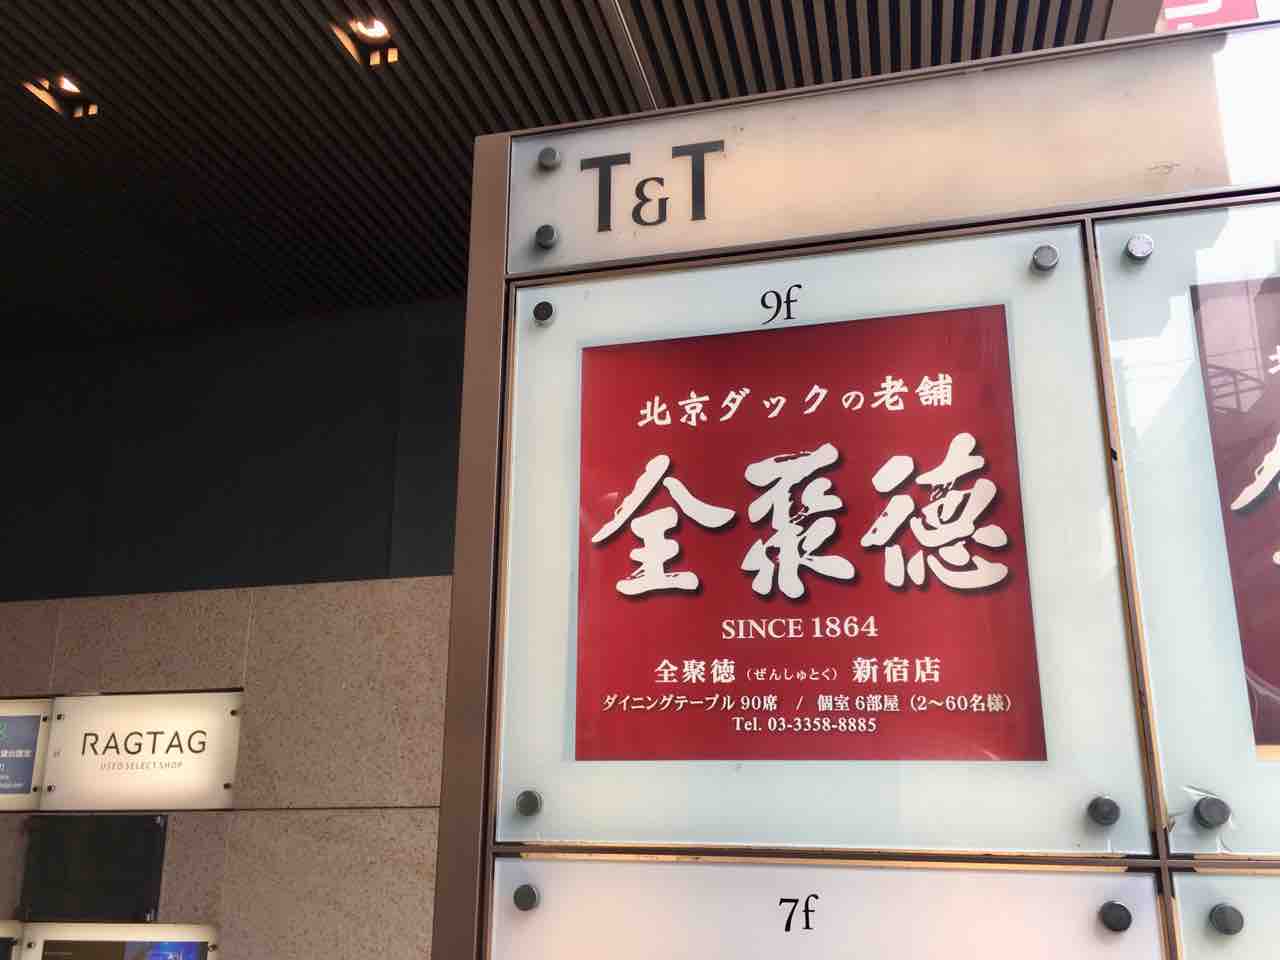 T&T
9f
北京ダックの老舗
全聚德
SINCE 1864
全聚徳(ぜんしゅとく)新宿店
ダイニングテーブル 90席 / 個室 6部屋(2〜60名様)
Tel. 03-3358-8885
7f
RAGTAG
USED SELECT SHOP